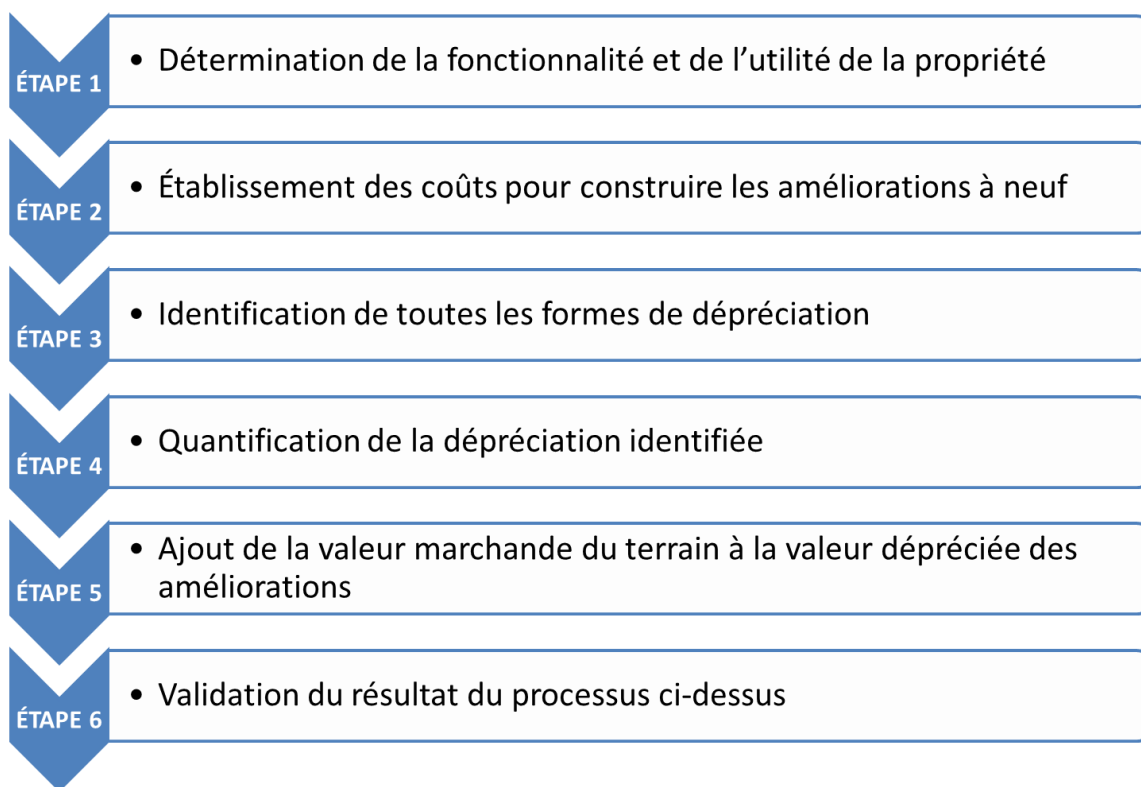 ÉTAPE 1
• Détermination de la fonctionnalité et de l’utilité de la propriété
ÉTAPE 2
• Établissement des coûts pour construire les améliorations à neuf
ÉTAPE 3
• Identification de toutes les formes de dépréciation
ÉTAPE 4
• Quantification de la dépréciation identifiée
ÉTAPE 5
• Ajout de la valeur marchande du terrain à la valeur dépréciée des
améliorations
ÉTAPE 6
• Validation du résultat du processus ci-dessus